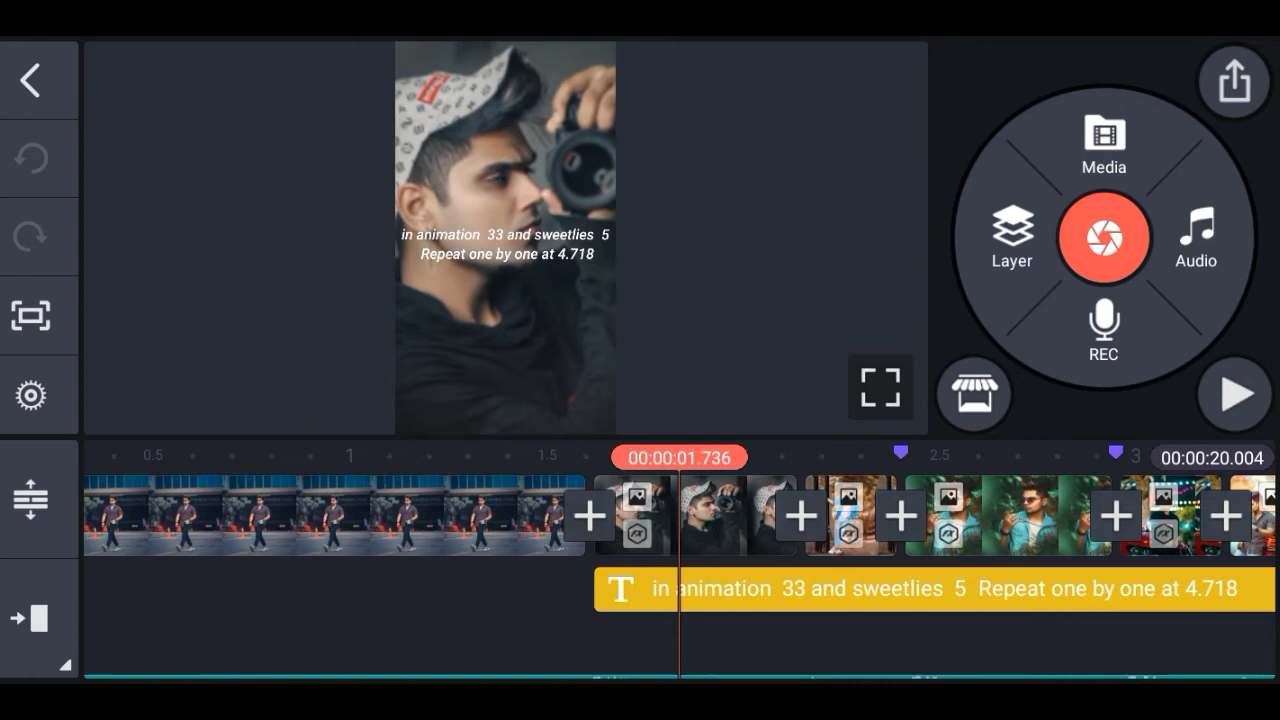 Media
in animation 33 and sweetlies 5
Repeat one by one at 4.718
Layer
Audio
REC
0.5
1
1.5
00:00:01.736
2.5
3
00:00:20.004
T in animation 33 and sweetlies 5 Repeat one by one at 4.718